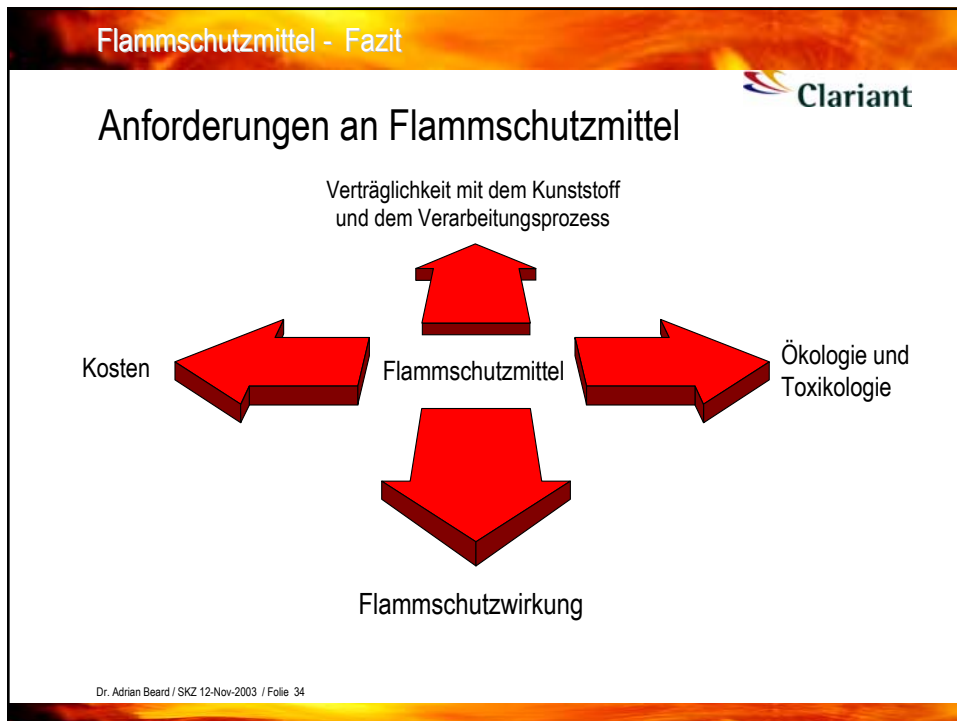 Flammschutzmittel - Fazit
Clariant
Anforderungen an Flammschutzmittel
Verträglichkeit mit dem Kunststoff
und dem Verarbeitungsprozess
Kosten
Flammschutzmittel
Ökologie und
Toxikologie
Flammschutzwirkung
Dr. Adrian Beard / SKZ 12-Nov-2003 / Folie 34